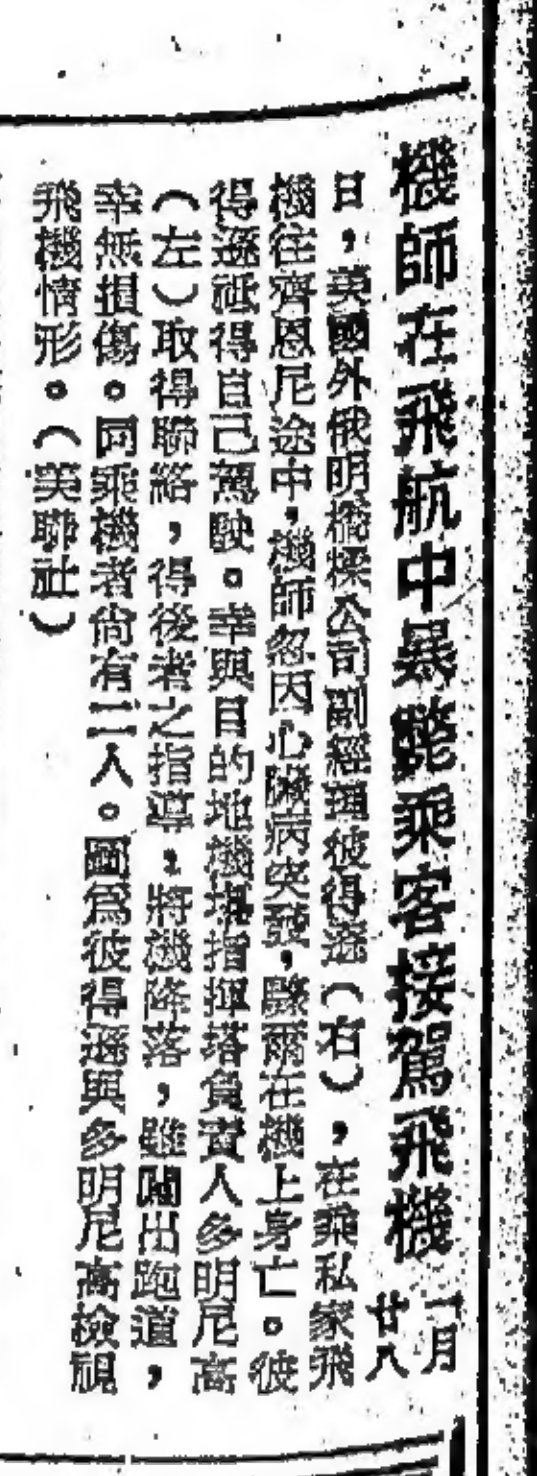 機師在飛航中暴斃乘客接駕飛機 一月廿八
日,美國外俄明橋樑公司副經理彼得遜(右),在乘私家飛
機往齊恩尼途中,機師忽因心臟病突發,驟爾在機上身亡。彼
得遜祗得自己駕駛。幸與目的地機場指揮塔負責人多明尼高
(左)取得聯絡,得後者之指導,將機降落,雖闖出跑道,
幸無損傷。同乘機者尚有二人。圖爲彼得遜與多明尼高檢視
飛機情形。(美聯社)